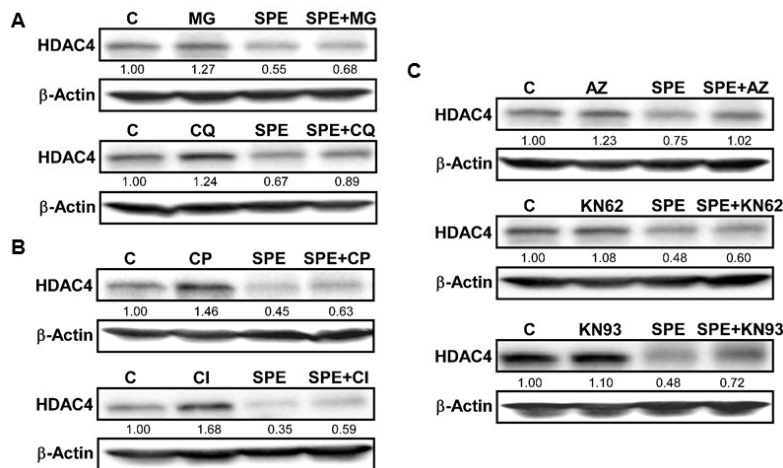 A
C MG SPE SPE+MG
HDAC4
1.00 1.27 0.55 0.68
β-Actin
C CQ SPE SPE+CQ
HDAC4
1.00 1.24 0.67 0.89
β-Actin
B
C CP SPE SPE+CP
HDAC4
1.00 1.46 0.45 0.63
β-Actin
C CI SPE SPE+CI
HDAC4
1.00 1.68 0.35 0.59
β-Actin
C
C AZ SPE SPE+AZ
HDAC4
1.00 1.23 0.75 1.02
β-Actin
C KN62 SPE SPE+KN62
HDAC4
1.00 1.08 0.48 0.60
β-Actin
C KN93 SPE SPE+KN93
HDAC4
1.00 1.10 0.48 0.72
β-Actin